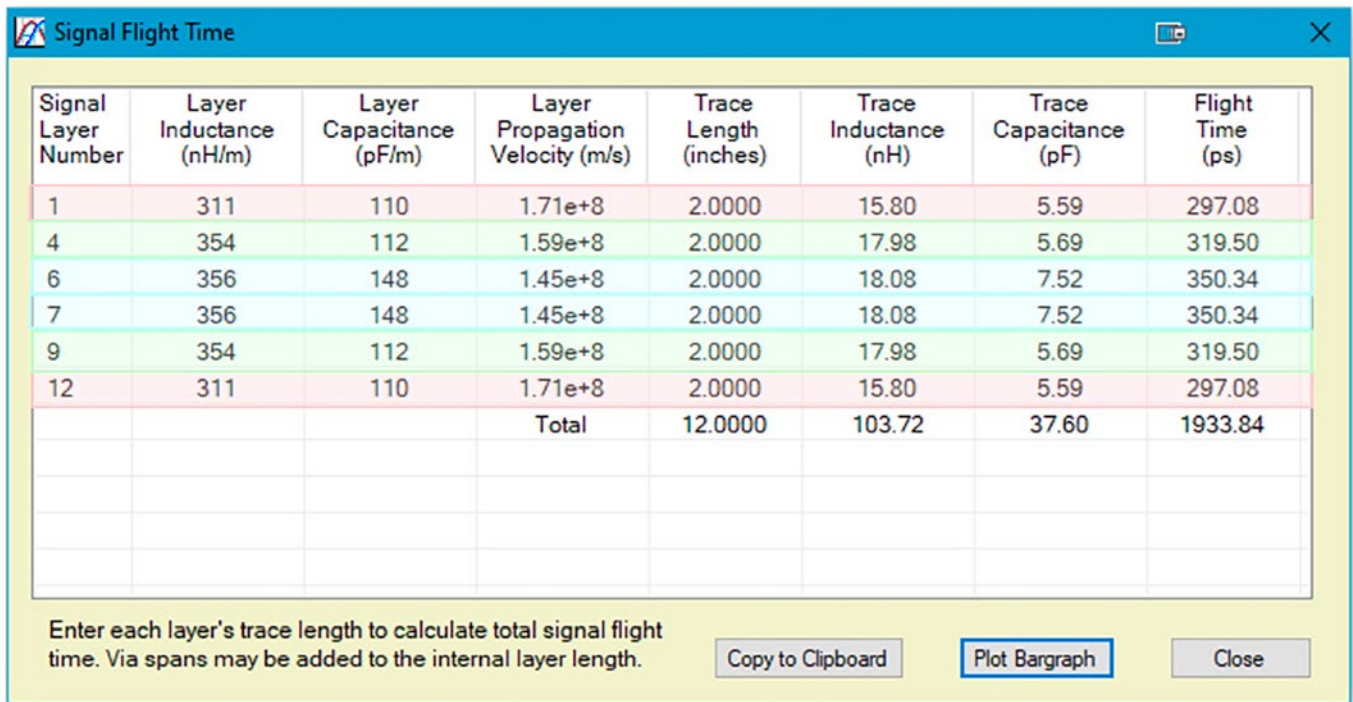 Signal Flight Time
Signal Layer Number Layer Inductance (nH/m) Layer Capacitance (pF/m) Layer Propagation Velocity (m/s) Trace Length (inches) Trace Inductance (nH) Trace Capacitance (pF) Flight Time (ps)
1 311 110 1.71e+8 2.0000 15.80 5.59 297.08
4 354 112 1.59e+8 2.0000 17.98 5.69 319.50
6 356 148 1.45e+8 2.0000 18.08 7.52 350.34
7 356 148 1.45e+8 2.0000 18.08 7.52 350.34
9 354 112 1.59e+8 2.0000 17.98 5.69 319.50
12 311 110 1.71e+8 2.0000 15.80 5.59 297.08
Total 12.0000 103.72 37.60 1933.84
Enter each layer's trace length to calculate total signal flight
time. Via spans may be added to the internal layer length.
Copy to Clipboard Plot Bargraph Close